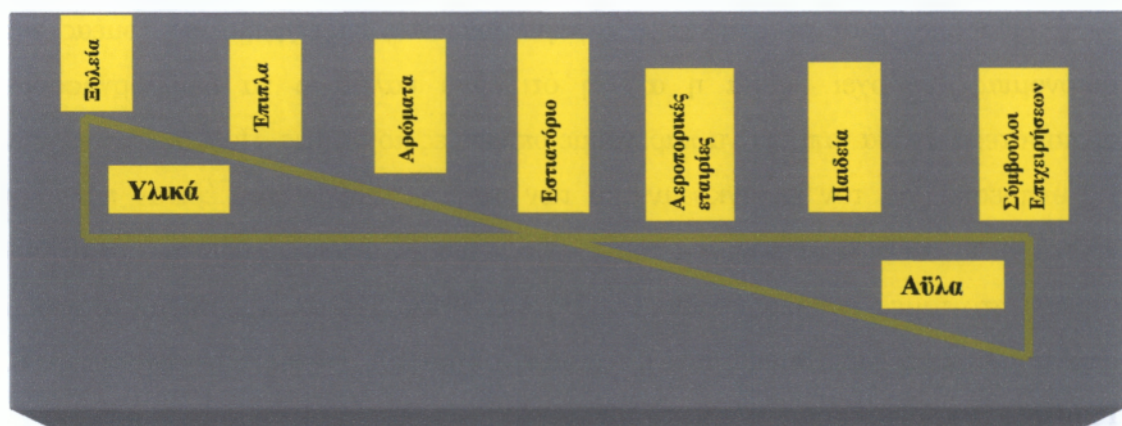 Ξυλεία
Έπιπλα
Αρώματα
Εστιατόριο
Αεροπορικές
εταιρίες
Παιδεία
Σύμβουλοι
Επιχειρήσεων
Υλικά
Αϋλα